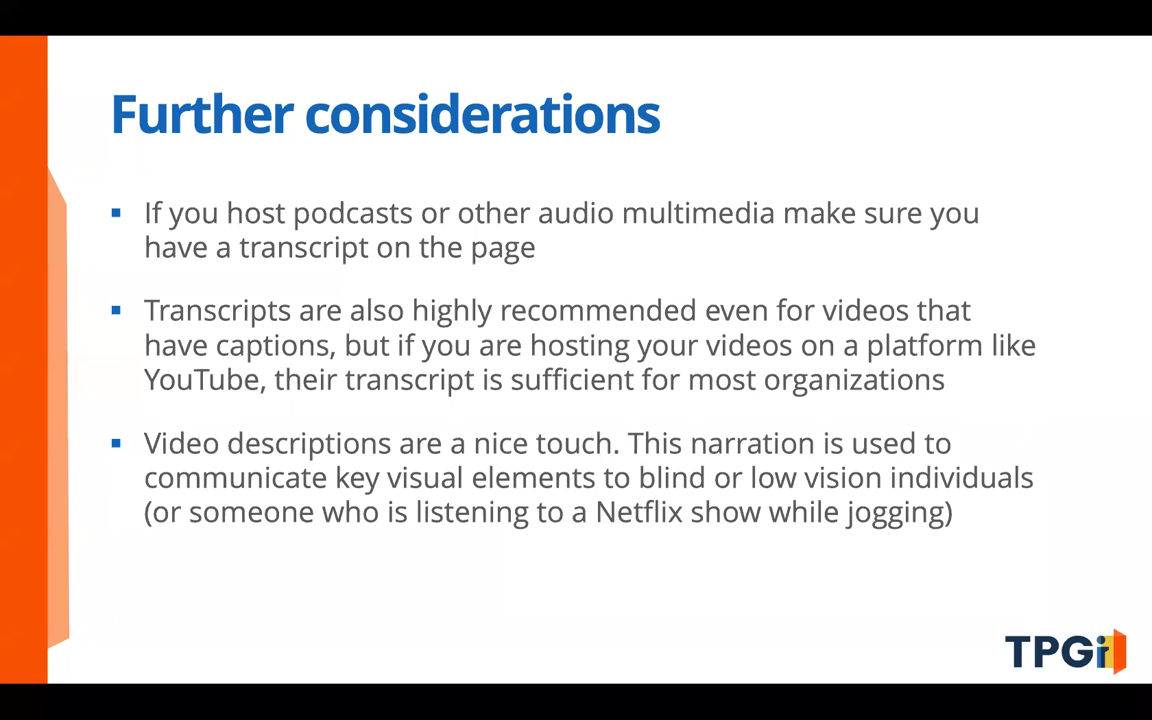 Further considerations
▪ If you host podcasts or other audio multimedia make sure you
have a transcript on the page
▪ Transcripts are also highly recommended even for videos that
have captions, but if you are hosting your videos on a platform like
YouTube, their transcript is sufficient for most organizations
▪ Video descriptions are a nice touch. This narration is used to
communicate key visual elements to blind or low vision individuals
(or someone who is listening to a Netflix show while jogging)
TPGi